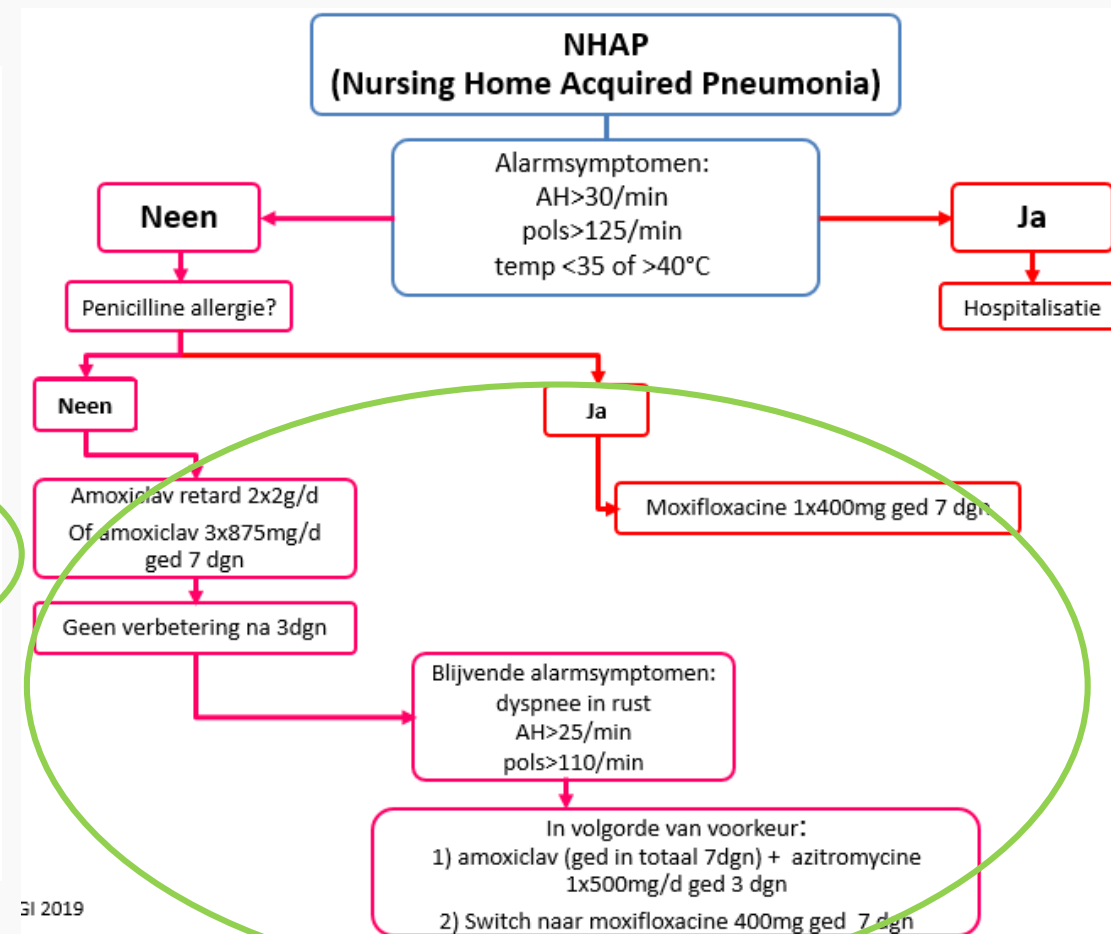 NHAP
(Nursing Home Acquired Pneumonia)
Alarmsymptomen:
AH>30/min
pols>125/min
temp <35 of >40°C
Neen
Ja
Penicilline allergie?
Hospitalisatie
Neen
Ja
Amoxiclav retard 2x2g/d
Of amoxiclav 3x875mg/d
ged 7 dgn
Moxifloxacine 1x400mg ged 7 dgn
Geen verbetering na 3dgn
Blijvende alarmsymptomen:
dyspnee in rust
AH>25/min
pols>110/min
In volgorde van voorkeur:
1) amoxiclav (ged in totaal 7dgn) + azitromycine
1x500mg/d ged 3 dgn
2) Switch naar moxifloxacine 400mg ged 7 dgn
GI 2019